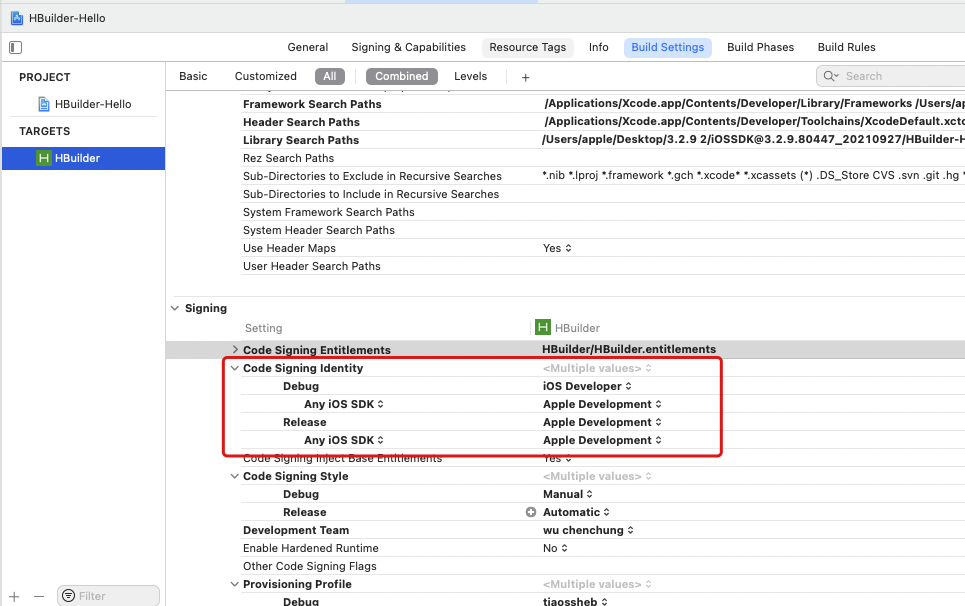 HBuilder-Hello
General Signing & Capabilities Resource Tags Info Build Settings Build Phases Build Rules
PROJECT
HBuilder-Hello
TARGETS
H HBuilder
Basic Customized All Combined Levels + Search
Framework Search Paths /Applications/Xcode.app/Contents/Developer/Library/Frameworks /Users/ap
Header Search Paths /Applications/Xcode.app/Contents/Developer/Toolchains/XcodeDefault.xcto
Library Search Paths /Users/apple/Desktop/3.2.9 2/iOSSDK@3.2.9.80447_20210927/HBuilder-H
Rez Search Paths
Sub-Directories to Exclude in Recursive Searches *.nib *.lproj *.framework *.gch *.xcode* *.xcassets (*) .DS_Store CVS .svn .git .hg *
Sub-Directories to Include in Recursive Searches
System Framework Search Paths
System Header Search Paths
Use Header Maps Yes
User Header Search Paths
Signing
Setting H HBuilder
Code Signing Entitlements HBuilder/HBuilder.entitlements
Code Signing Identity <Multiple values>
Debug iOS Developer
Any iOS SDK Apple Development
Release Apple Development
Any iOS SDK Apple Development
Code Signing Inject Base Entitlements Yes
Code Signing Style <Multiple values>
Debug Manual
Release Automatic
Development Team wu chenchung
Enable Hardened Runtime No
Other Code Signing Flags
Provisioning Profile <Multiple values>
Debug tiaossheb
+ − Filter